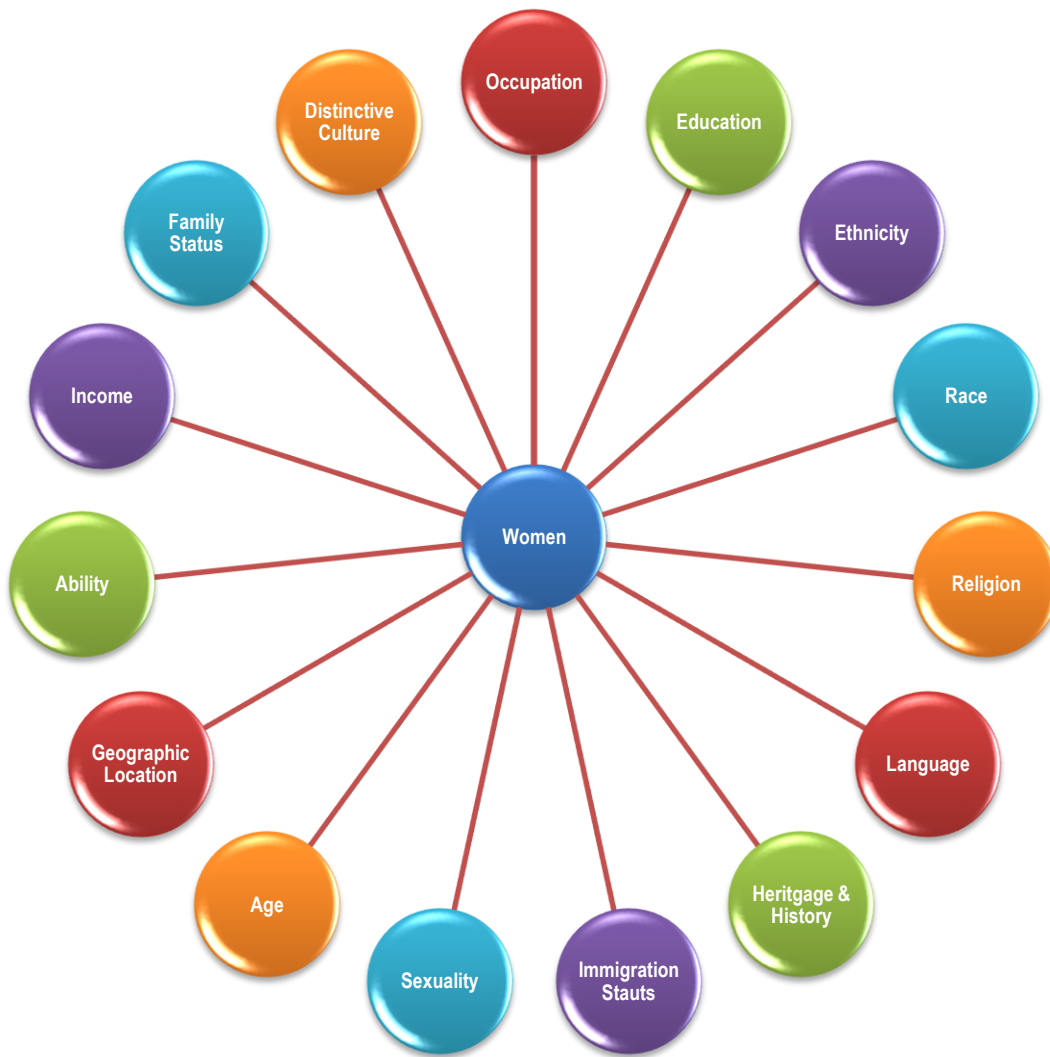 Occupation
Education
Ethnicity
Race
Religion
Language
Heritgage &
History
Immigration
Stauts
Sexuality
Age
Geographic
Location
Ability
Income
Family
Status
Distinctive
Culture
Women